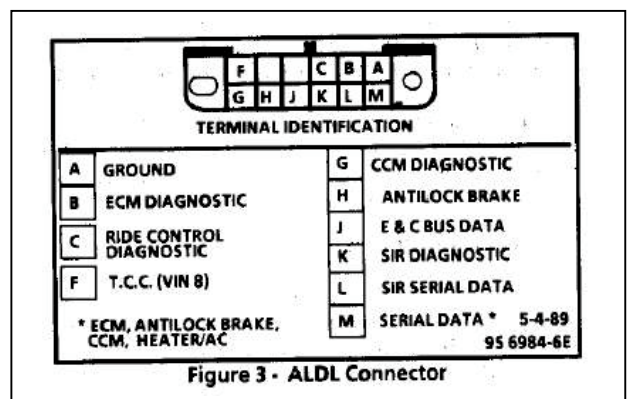 F C B A
G H J K L M
TERMINAL IDENTIFICATION
A GROUND
B ECM DIAGNOSTIC
C RIDE CONTROL
DIAGNOSTIC
F T.C.C. (VIN 8)
* ECM, ANTILOCK BRAKE,
CCM, HEATER/AC
G CCM DIAGNOSTIC
H ANTILOCK BRAKE
J E & C BUS DATA
K SIR DIAGNOSTIC
L SIR SERIAL DATA
M SERIAL DATA * 5-4-89
9S 6984-6E
Figure 3 - ALDL Connector